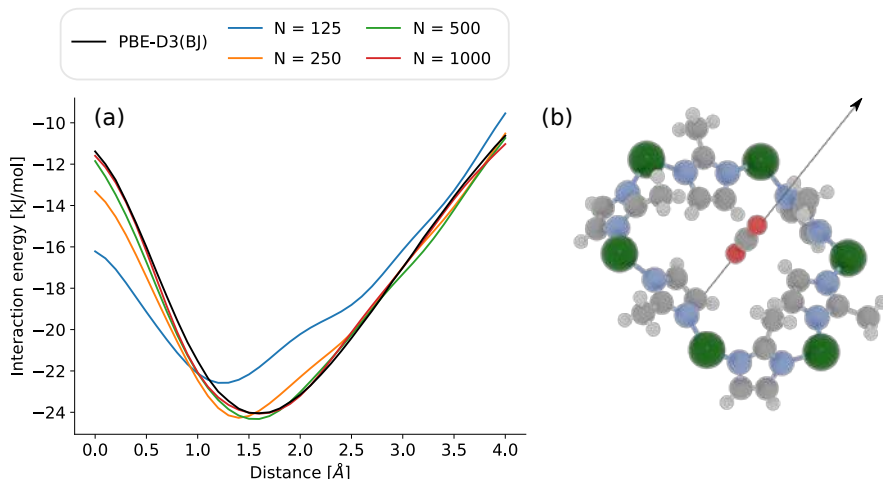 PBE-D3(BJ)
N = 125
N = 250
N = 500
N = 1000
(a)
(b)
Interaction energy [kJ/mol]
−10
−12
−14
−16
−18
−20
−22
−24
0.0 0.5 1.0 1.5 2.0 2.5 3.0 3.5 4.0
Distance [Å]